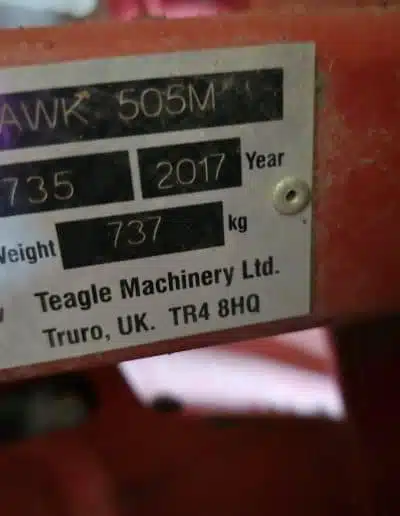 AWK 505M
735 2017 Year
Weight 737 kg
Teagle Machinery Ltd.
Truro, UK. TR4 8HQ